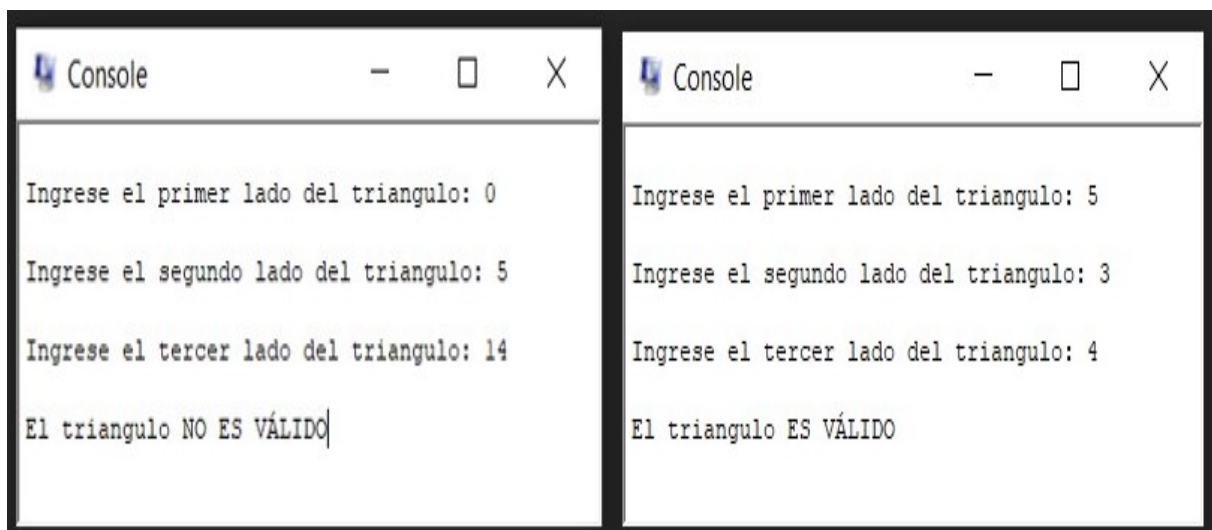 Console
Ingrese el primer lado del triangulo: 0
Ingrese el segundo lado del triangulo: 5
Ingrese el tercer lado del triangulo: 14
El triangulo NO ES VÁLIDO
Console
Ingrese el primer lado del triangulo: 5
Ingrese el segundo lado del triangulo: 3
Ingrese el tercer lado del triangulo: 4
El triangulo ES VÁLIDO